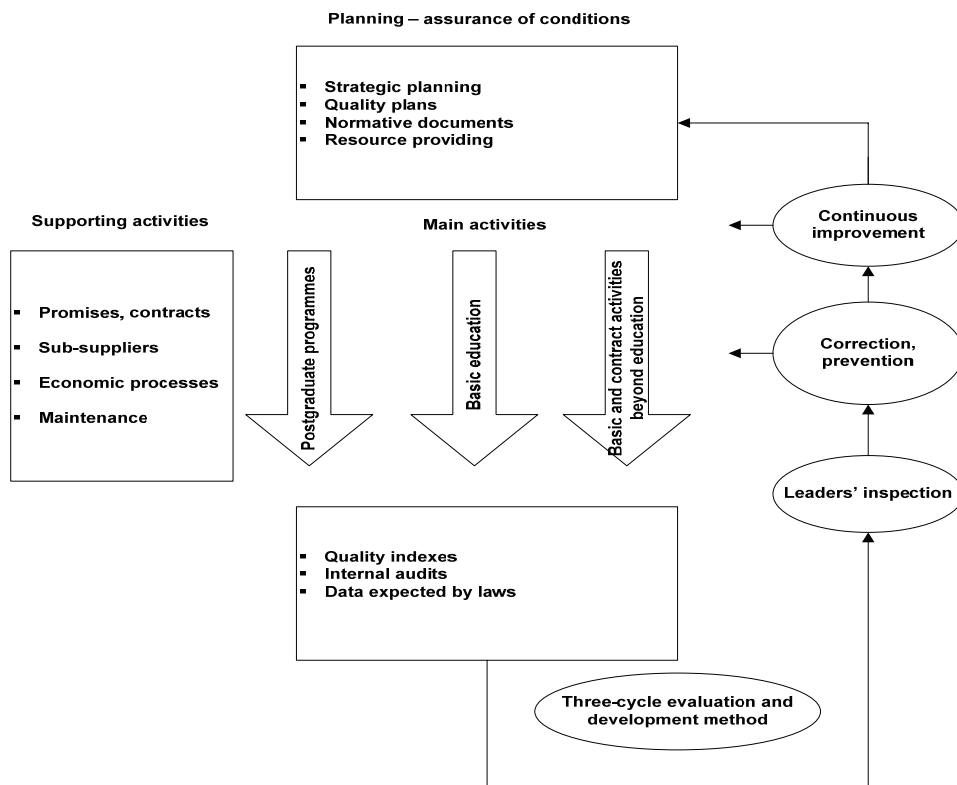 Planning – assurance of conditions
▪ Strategic planning
▪ Quality plans
▪ Normative documents
▪ Resource providing
Supporting activities
Main activities
Continuous
improvement
▪ Promises, contracts
▪ Sub-suppliers
▪ Economic processes
▪ Maintenance
Postgraduate programmes
Basic education
Basic and contract activities
beyond education
Correction,
prevention
Leaders’ inspection
▪ Quality indexes
▪ Internal audits
▪ Data expected by laws
Three-cycle evaluation and
development method